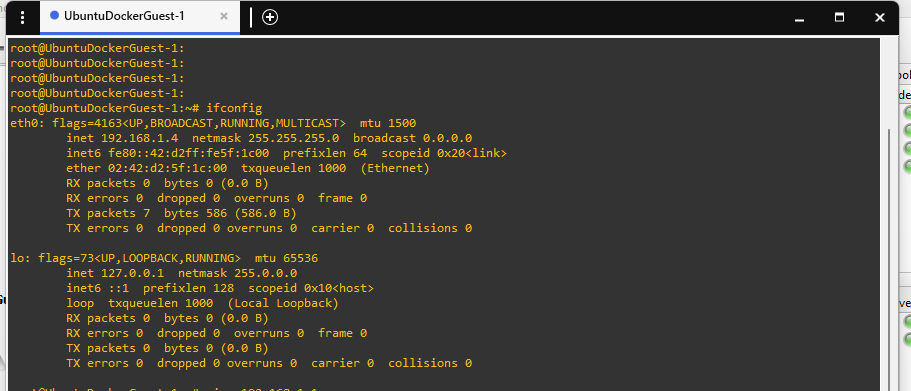 UbuntuDockerGuest-1
root@UbuntuDockerGuest-1:
root@UbuntuDockerGuest-1:
root@UbuntuDockerGuest-1:
root@UbuntuDockerGuest-1:
root@UbuntuDockerGuest-1:~# ifconfig
eth0: flags=4163<UP,BROADCAST,RUNNING,MULTICAST>  mtu 1500
        inet 192.168.1.4  netmask 255.255.255.0  broadcast 0.0.0.0
        inet6 fe80::42:d2ff:fe5f:1c00  prefixlen 64  scopeid 0x20<link>
        ether 02:42:d2:5f:1c:00  txqueuelen 1000  (Ethernet)
        RX packets 0  bytes 0 (0.0 B)
        RX errors 0  dropped 0  overruns 0  frame 0
        TX packets 7  bytes 586 (586.0 B)
        TX errors 0  dropped 0 overruns 0  carrier 0  collisions 0
lo: flags=73<UP,LOOPBACK,RUNNING>  mtu 65536
        inet 127.0.0.1  netmask 255.0.0.0
        inet6 ::1  prefixlen 128  scopeid 0x10<host>
        loop  txqueuelen 1000  (Local Loopback)
        RX packets 0  bytes 0 (0.0 B)
        RX errors 0  dropped 0  overruns 0  frame 0
        TX packets 0  bytes 0 (0.0 B)
        TX errors 0  dropped 0 overruns 0  carrier 0  collisions 0